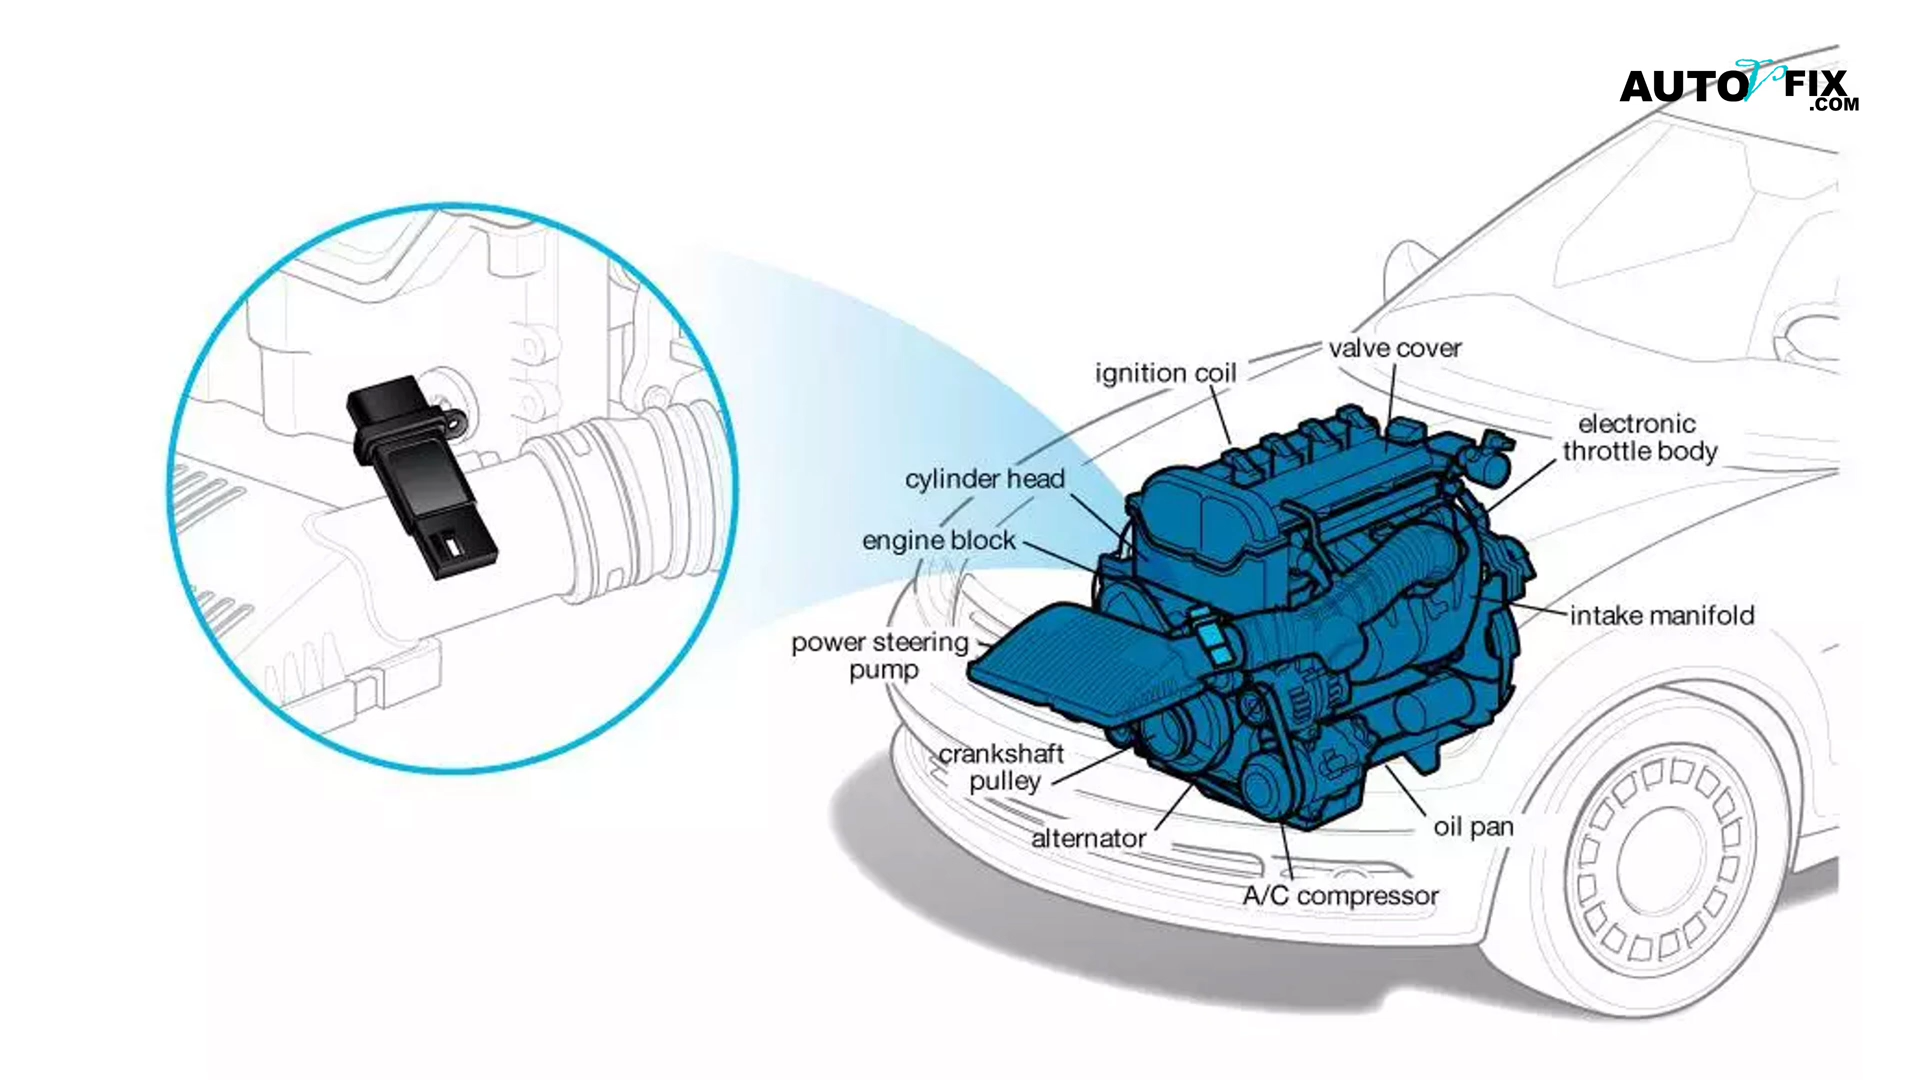 AUTO FIX
.COM
valve cover
ignition coil
electronic
throttle body
cylinder head
engine block
intake manifold
power steering
pump
crankshaft
pulley
alternator
oil pan
A/C compressor